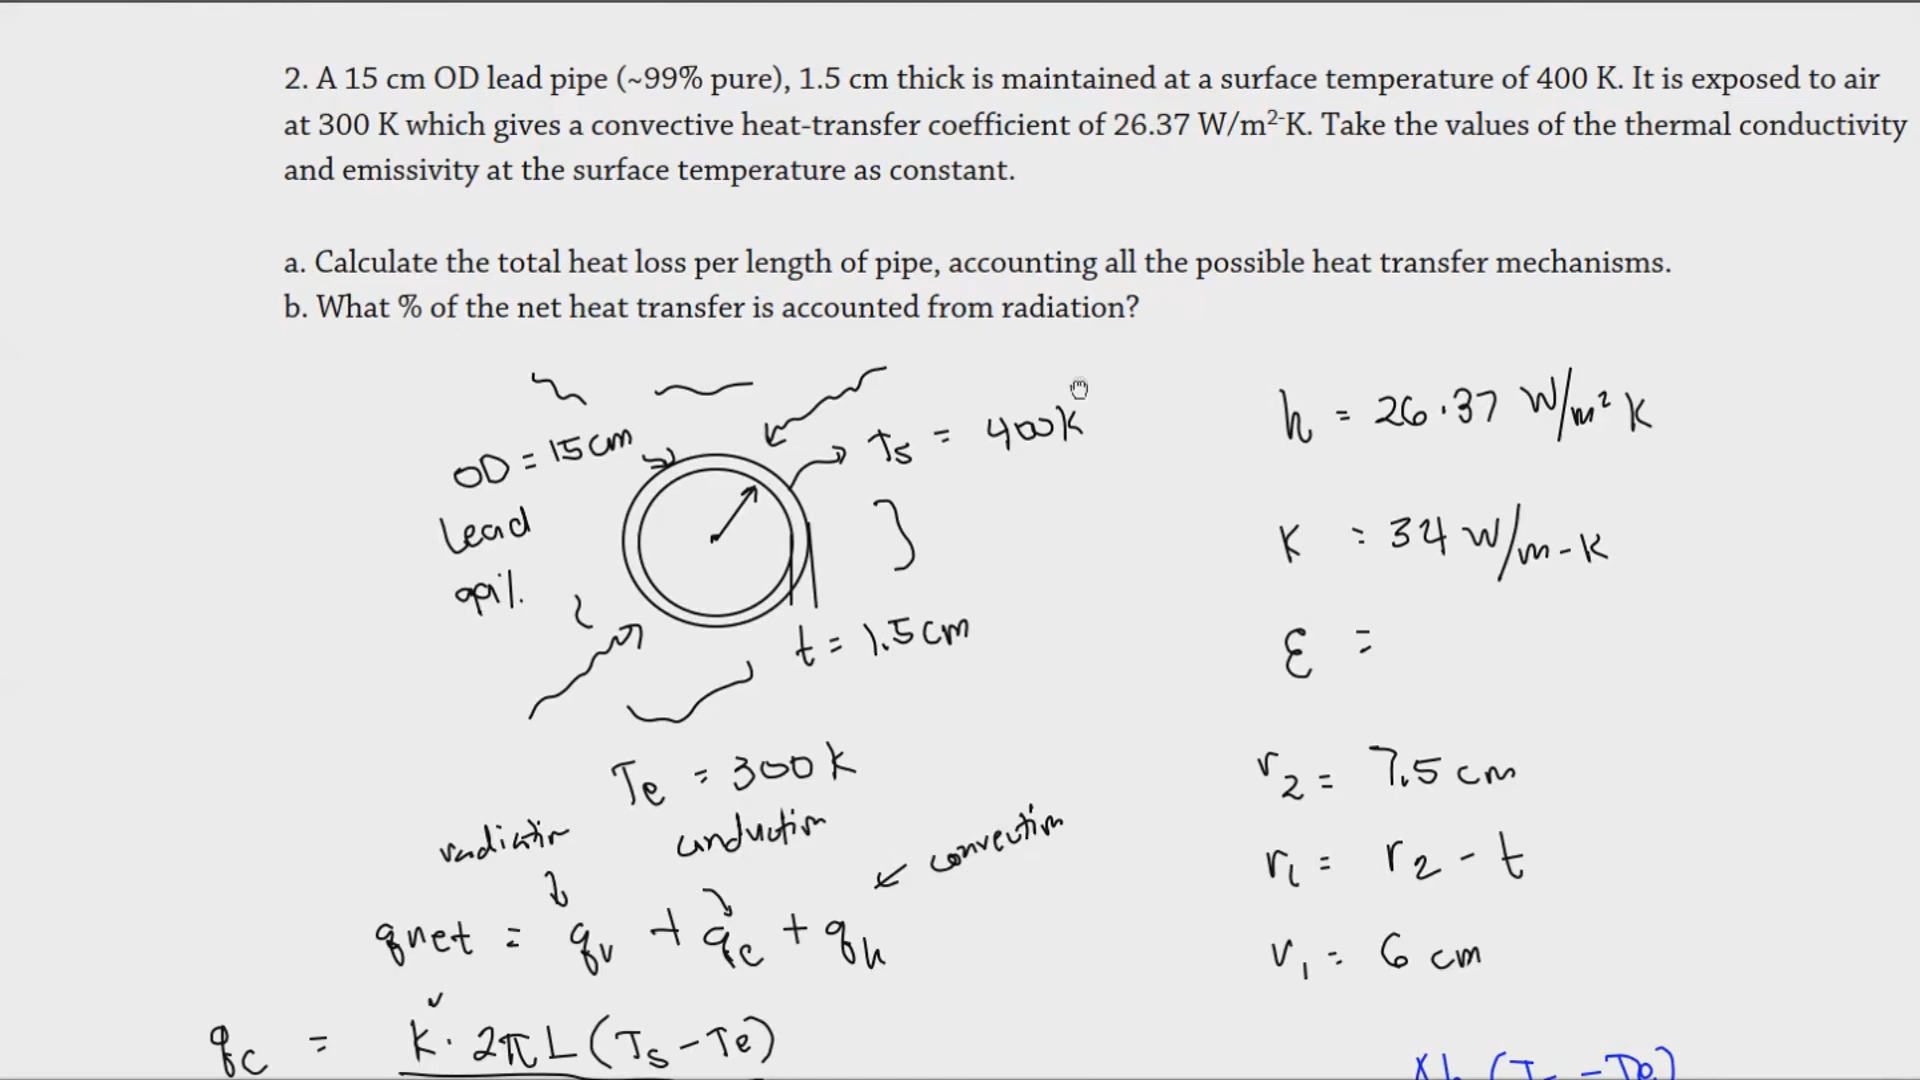 2. A 15 cm OD lead pipe (~99% pure), 1.5 cm thick is maintained at a surface temperature of 400 K. It is exposed to air
at 300 K which gives a convective heat-transfer coefficient of 26.37 W/m²-K. Take the values of the thermal conductivity
and emissivity at the surface temperature as constant.
a. Calculate the total heat loss per length of pipe, accounting all the possible heat transfer mechanisms.
b. What % of the net heat transfer is accounted from radiation?
OD = 15 cm
Ts = 400 K
h = 26.37 W/m² K
Lead
99%
K = 34 W/m-K
t = 1.5 cm
ε =
Te = 300 K
r2 = 7.5 cm
radiation
conduction
convection
r1 = r2 - t
qnet = qr + qc + qh
r1 = 6 cm
qc = K · 2πL (Ts - Te)